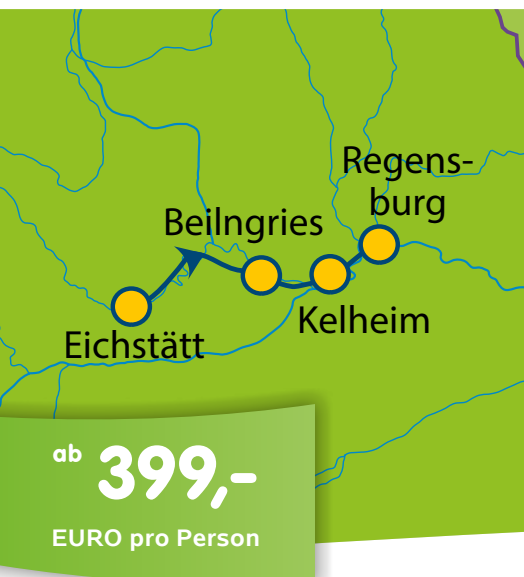 Regens-
burg
Beilngries
Kelheim
Eichstätt
ab 399,-
EURO pro Person